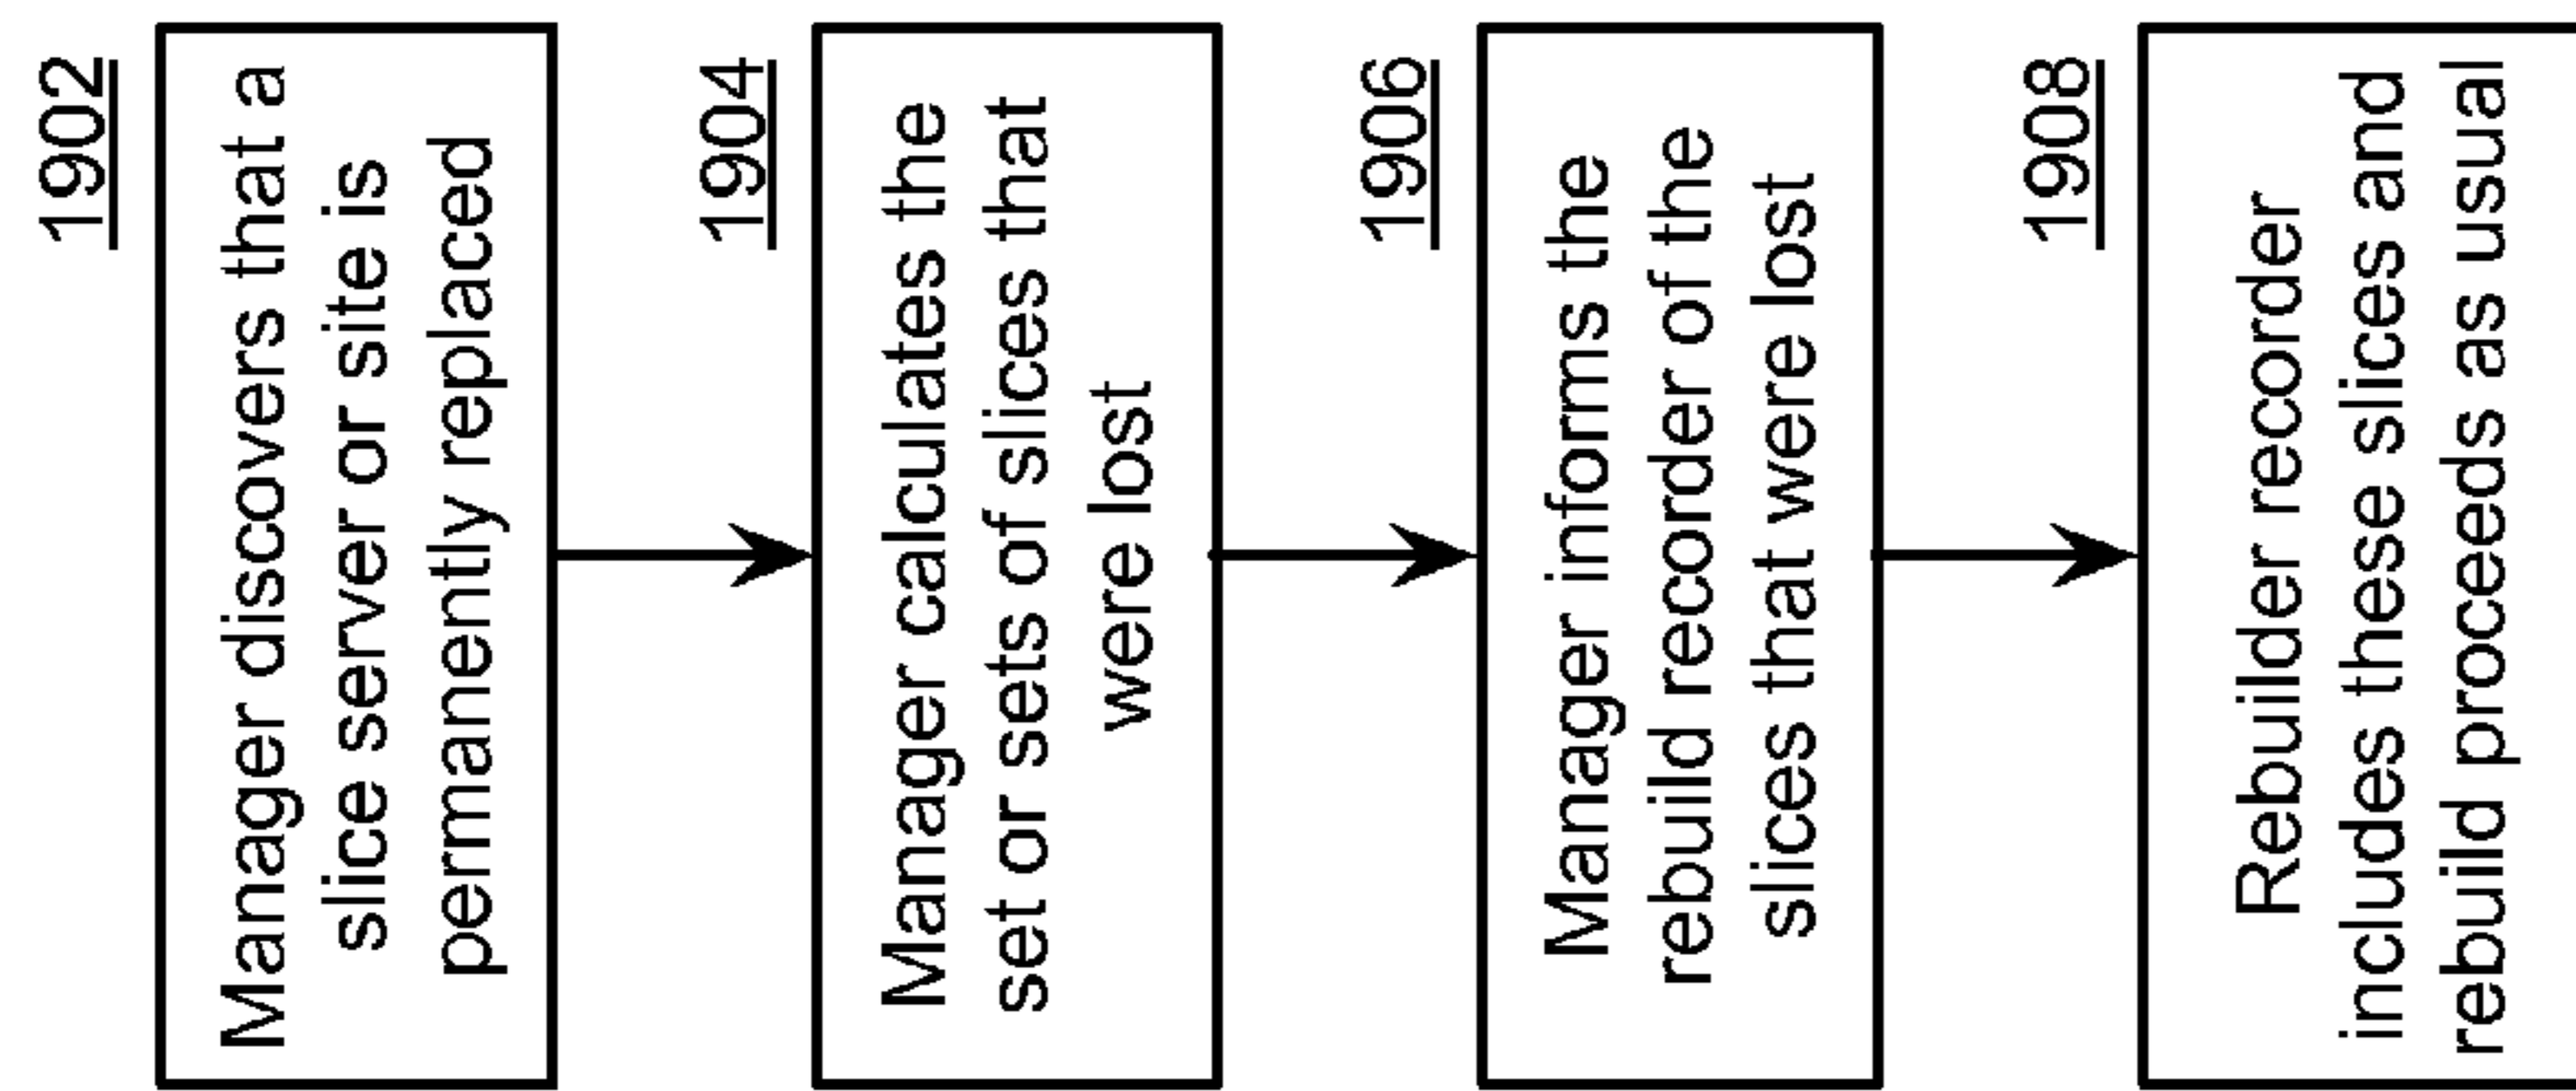 1902
Manager discovers that a
slice server or site is
permanently replaced
1904
Manager calculates the
set or sets of slices that
were lost
1906
Manager informs the
rebuild recorder of the
slices that were lost
1908
Rebuilder recorder
includes these slices and
rebuild proceeds as usual